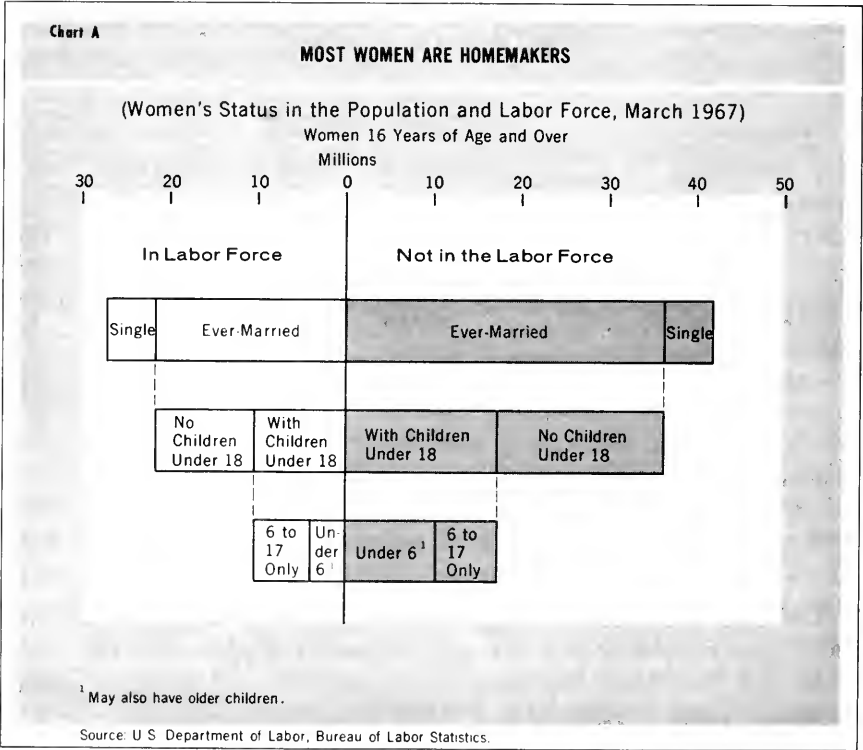 Chart A
MOST WOMEN ARE HOMEMAKERS
(Women's Status in the Population and Labor Force, March 1967)
Women 16 Years of Age and Over
Millions
30 20 10 0 10 20 30 40 50
In Labor Force Not in the Labor Force
Single Ever-Married Ever-Married Single
No
Children
Under 18
With
Children
Under 18
With Children
Under 18
No Children
Under 18
6 to
17
Only
Un-
der
6 1
Under 6 1
6 to
17
Only
1 May also have older children.
Source: U S Department of Labor, Bureau of Labor Statistics.